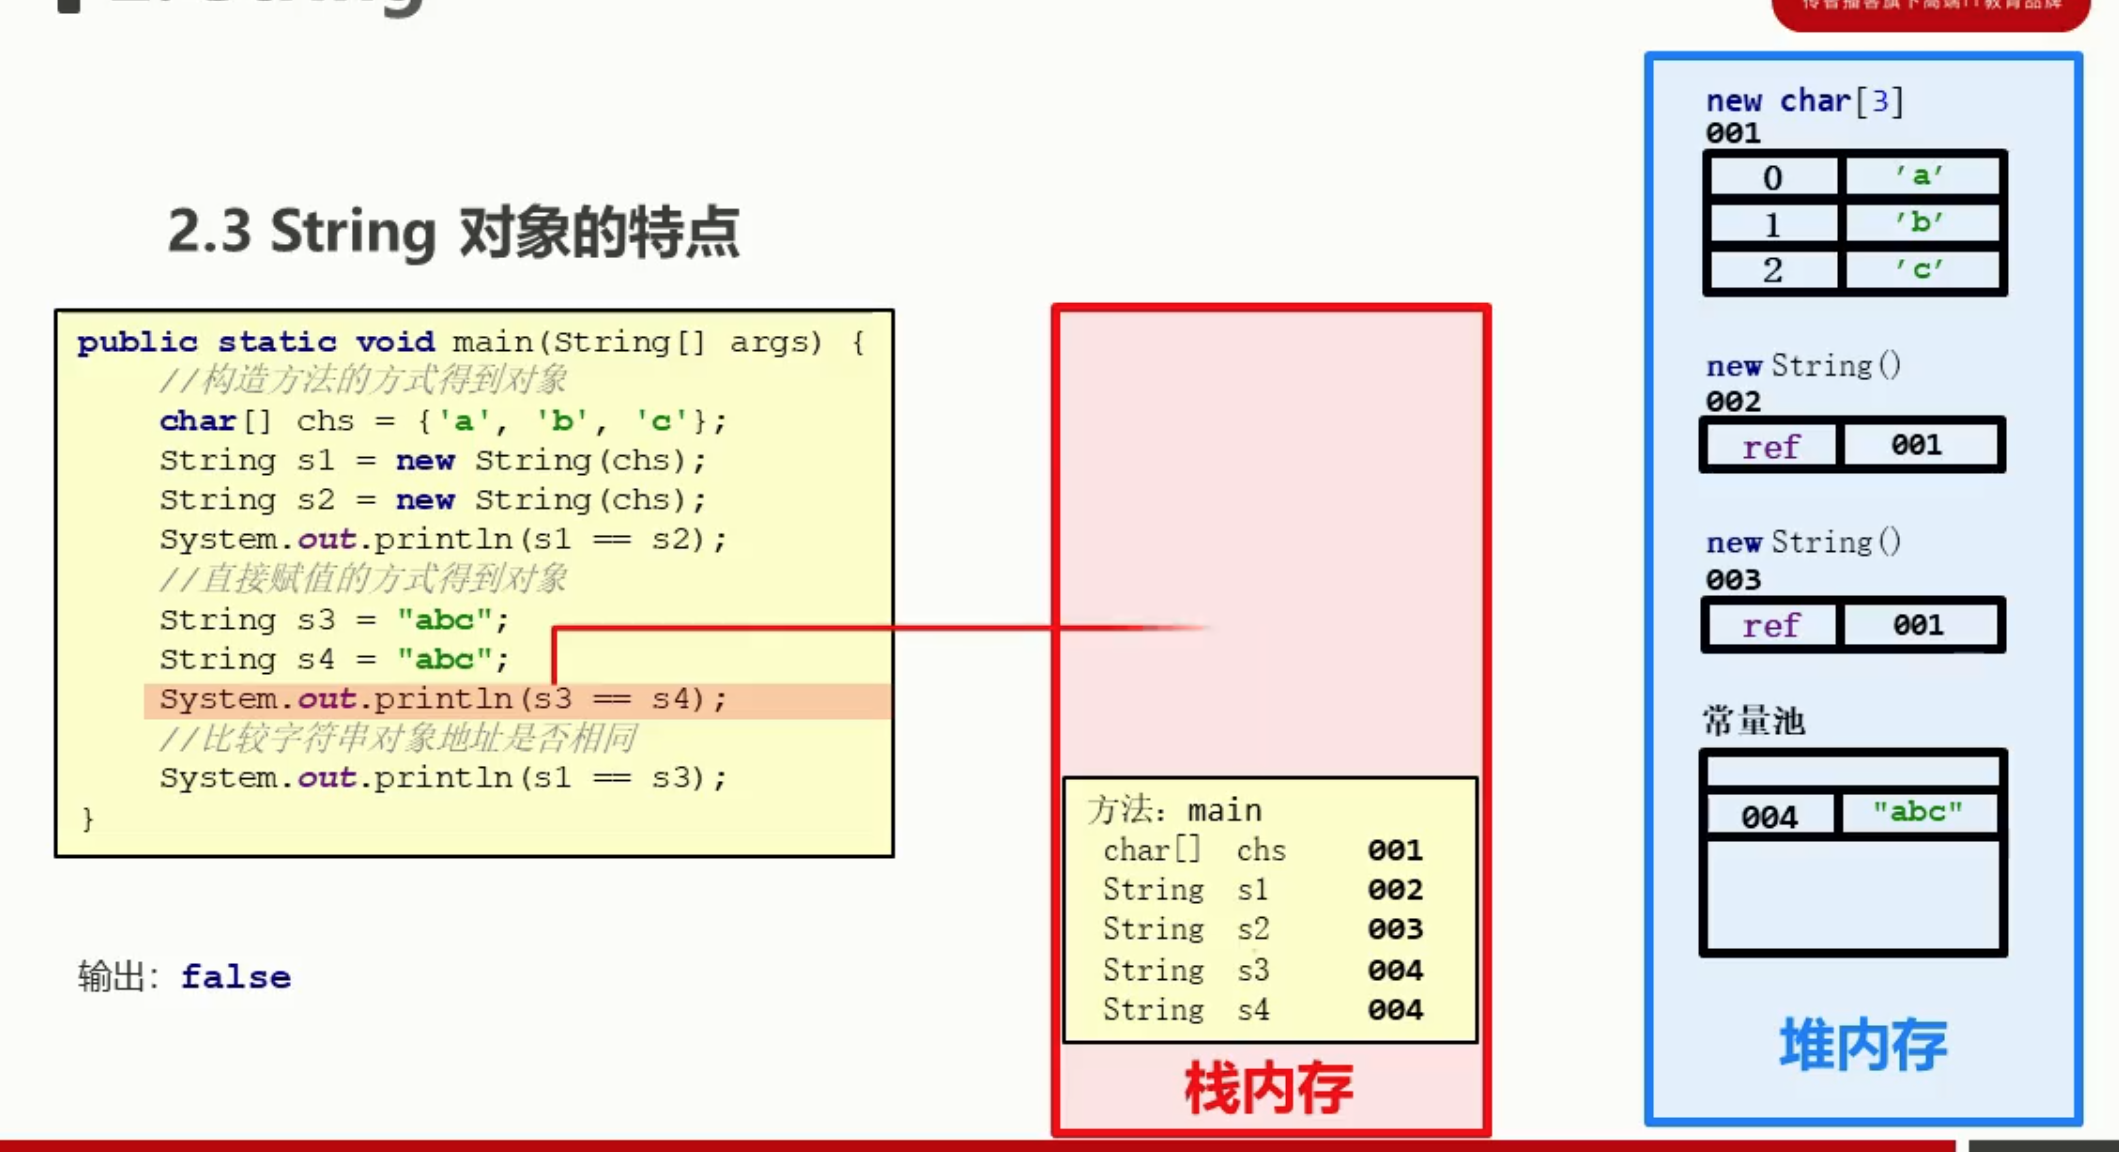 2.3 String 对象的特点
public static void main(String[] args) {
//构造方法的方式得到对象
char[] chs = {'a', 'b', 'c'};
String s1 = new String(chs);
String s2 = new String(chs);
System.out.println(s1 == s2);
//直接赋值的方式得到对象
String s3 = "abc";
String s4 = "abc";
System.out.println(s3 == s4);
//比较字符串对象地址是否相同
System.out.println(s1 == s3);
}
输出: false
方法: main
char[] chs 001
String s1 002
String s2 003
String s3 004
String s4 004
栈内存
new char[3]
001
0 'a'
1 'b'
2 'c'
new String()
002
ref 001
new String()
003
ref 001
常量池
004 "abc"
堆内存